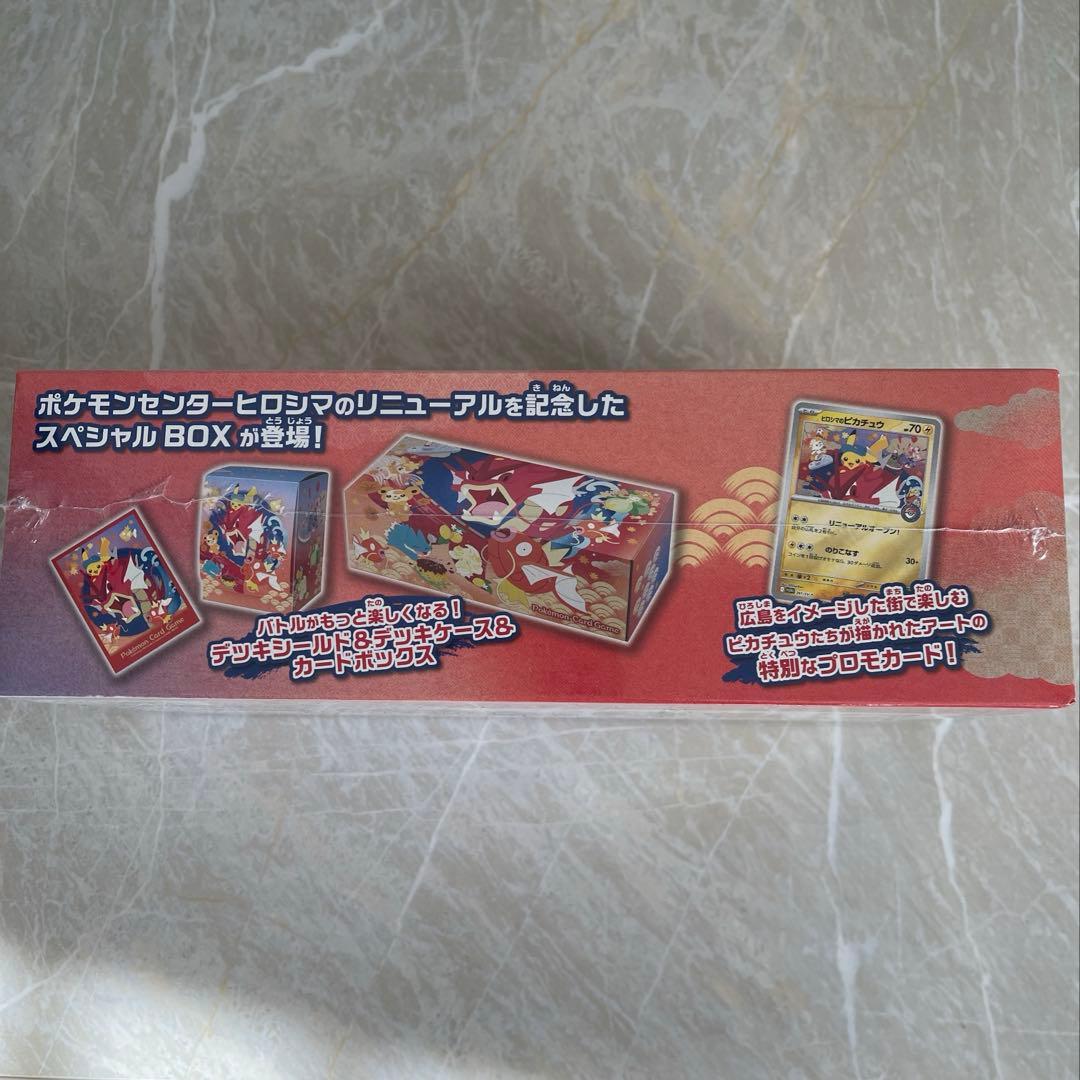 ポケモンセンターヒロシマのリニューアルを記念した
スペシャルBOXが登場！
バトルがもっと楽しくなる！
デッキシールド&デッキケース&
カードボックス
Pokémon Card Game
Pokémon Card Game
ヒロシマのピカチュウ
HP70
リニューアルオープン！
のりこなす
30+
広島をイメージした街で楽しむ
ピカチュウたちが描かれたアートの
特別なプロモカード！